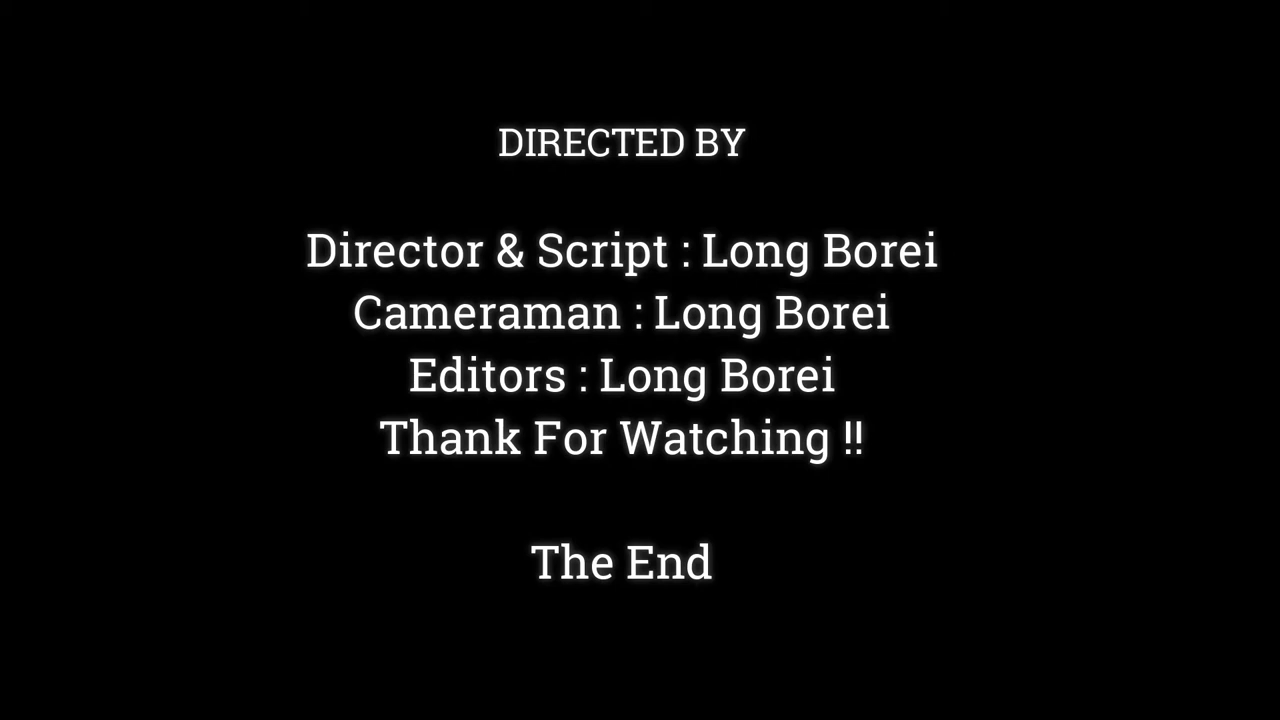 DIRECTED BY
Director & Script : Long Borei
Cameraman : Long Borei
Editors : Long Borei
Thank For Watching !!
The End